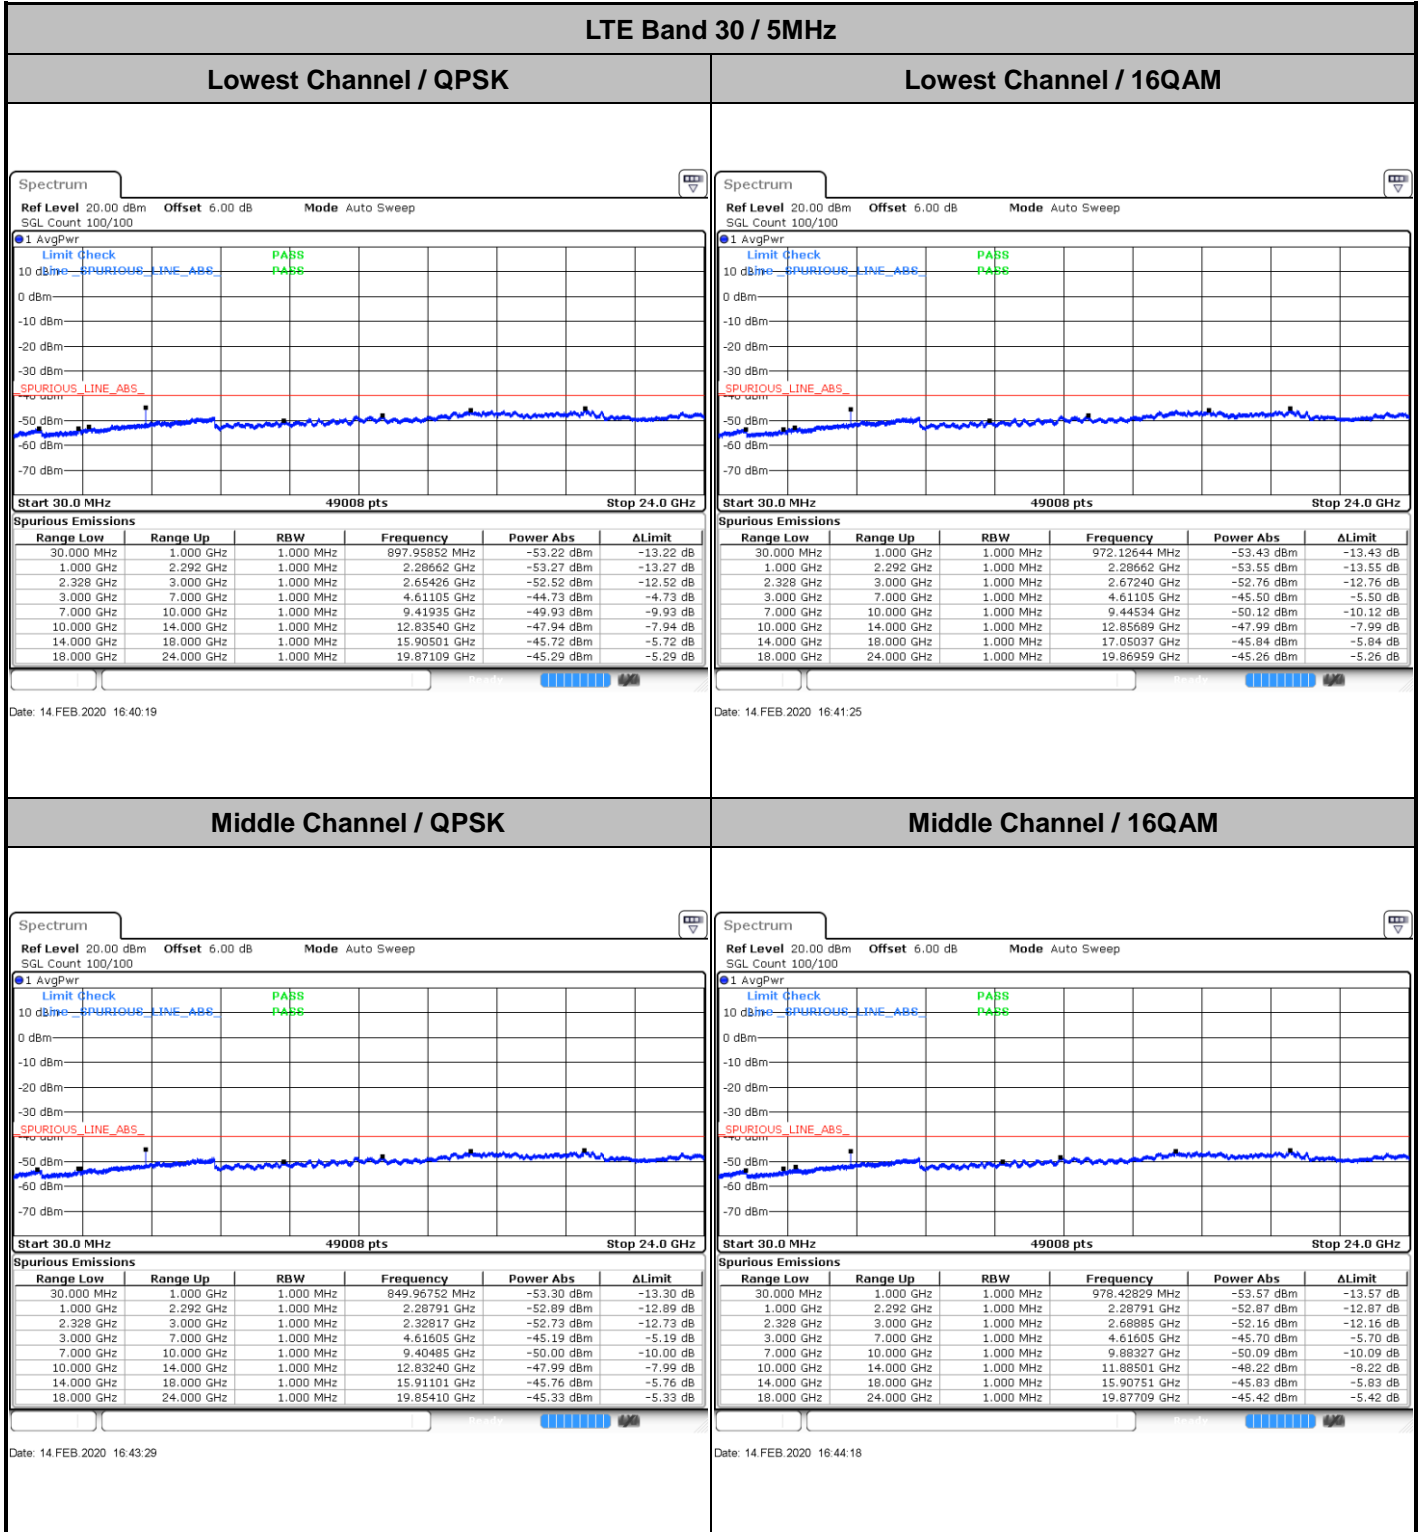 LTE Band 30 / 5MHz
Lowest Channel / QPSK
Lowest Channel / 16QAM
Spectrum
Ref Level 20.00 dBm Offset 6.00 dB Mode Auto Sweep
SGL Count 100/100
1 AvgPwr
Limit Check PASS
10 dBm Line _SPURIOUS_LINE_ABS_ PASS
0 dBm
-10 dBm
-20 dBm
-30 dBm
_SPURIOUS_LINE_ABS_
-40 dBm
-50 dBm
-60 dBm
-70 dBm
Start 30.0 MHz 49008 pts Stop 24.0 GHz
Spurious Emissions
Range Low Range Up RBW Frequency Power Abs ΔLimit
30.000 MHz 1.000 GHz 1.000 MHz 897.95852 MHz -53.22 dBm -13.22 dB
1.000 GHz 2.292 GHz 1.000 MHz 2.28662 GHz -53.27 dBm -13.27 dB
2.328 GHz 3.000 GHz 1.000 MHz 2.65426 GHz -52.52 dBm -12.52 dB
3.000 GHz 7.000 GHz 1.000 MHz 4.61105 GHz -44.73 dBm -4.73 dB
7.000 GHz 10.000 GHz 1.000 MHz 9.41935 GHz -49.93 dBm -9.93 dB
10.000 GHz 14.000 GHz 1.000 MHz 12.83540 GHz -47.94 dBm -7.94 dB
14.000 GHz 18.000 GHz 1.000 MHz 15.90501 GHz -45.72 dBm -5.72 dB
18.000 GHz 24.000 GHz 1.000 MHz 19.87109 GHz -45.29 dBm -5.29 dB
Ready
Date: 14.FEB.2020 16:40:19
Spectrum
Ref Level 20.00 dBm Offset 6.00 dB Mode Auto Sweep
SGL Count 100/100
1 AvgPwr
Limit Check PASS
10 dBm Line _SPURIOUS_LINE_ABS_ PASS
0 dBm
-10 dBm
-20 dBm
-30 dBm
_SPURIOUS_LINE_ABS_
-40 dBm
-50 dBm
-60 dBm
-70 dBm
Start 30.0 MHz 49008 pts Stop 24.0 GHz
Spurious Emissions
Range Low Range Up RBW Frequency Power Abs ΔLimit
30.000 MHz 1.000 GHz 1.000 MHz 972.12644 MHz -53.43 dBm -13.43 dB
1.000 GHz 2.292 GHz 1.000 MHz 2.28662 GHz -53.55 dBm -13.55 dB
2.328 GHz 3.000 GHz 1.000 MHz 2.67240 GHz -52.76 dBm -12.76 dB
3.000 GHz 7.000 GHz 1.000 MHz 4.61105 GHz -45.50 dBm -5.50 dB
7.000 GHz 10.000 GHz 1.000 MHz 9.44534 GHz -50.12 dBm -10.12 dB
10.000 GHz 14.000 GHz 1.000 MHz 12.85689 GHz -47.99 dBm -7.99 dB
14.000 GHz 18.000 GHz 1.000 MHz 17.05037 GHz -45.84 dBm -5.84 dB
18.000 GHz 24.000 GHz 1.000 MHz 19.86959 GHz -45.26 dBm -5.26 dB
Ready
Date: 14.FEB.2020 16:41:25
Middle Channel / QPSK
Middle Channel / 16QAM
Spectrum
Ref Level 20.00 dBm Offset 6.00 dB Mode Auto Sweep
SGL Count 100/100
1 AvgPwr
Limit Check PASS
10 dBm Line _SPURIOUS_LINE_ABS_ PASS
0 dBm
-10 dBm
-20 dBm
-30 dBm
_SPURIOUS_LINE_ABS_
-40 dBm
-50 dBm
-60 dBm
-70 dBm
Start 30.0 MHz 49008 pts Stop 24.0 GHz
Spurious Emissions
Range Low Range Up RBW Frequency Power Abs ΔLimit
30.000 MHz 1.000 GHz 1.000 MHz 849.96752 MHz -53.30 dBm -13.30 dB
1.000 GHz 2.292 GHz 1.000 MHz 2.28791 GHz -52.89 dBm -12.89 dB
2.328 GHz 3.000 GHz 1.000 MHz 2.32817 GHz -52.73 dBm -12.73 dB
3.000 GHz 7.000 GHz 1.000 MHz 4.61605 GHz -45.19 dBm -5.19 dB
7.000 GHz 10.000 GHz 1.000 MHz 9.40485 GHz -50.00 dBm -10.00 dB
10.000 GHz 14.000 GHz 1.000 MHz 12.83240 GHz -47.99 dBm -7.99 dB
14.000 GHz 18.000 GHz 1.000 MHz 15.91101 GHz -45.76 dBm -5.76 dB
18.000 GHz 24.000 GHz 1.000 MHz 19.85410 GHz -45.33 dBm -5.33 dB
Ready
Date: 14.FEB.2020 16:43:29
Spectrum
Ref Level 20.00 dBm Offset 6.00 dB Mode Auto Sweep
SGL Count 100/100
1 AvgPwr
Limit Check PASS
10 dBm Line _SPURIOUS_LINE_ABS_ PASS
0 dBm
-10 dBm
-20 dBm
-30 dBm
_SPURIOUS_LINE_ABS_
-40 dBm
-50 dBm
-60 dBm
-70 dBm
Start 30.0 MHz 49008 pts Stop 24.0 GHz
Spurious Emissions
Range Low Range Up RBW Frequency Power Abs ΔLimit
30.000 MHz 1.000 GHz 1.000 MHz 978.42829 MHz -53.57 dBm -13.57 dB
1.000 GHz 2.292 GHz 1.000 MHz 2.28791 GHz -52.87 dBm -12.87 dB
2.328 GHz 3.000 GHz 1.000 MHz 2.68885 GHz -52.16 dBm -12.16 dB
3.000 GHz 7.000 GHz 1.000 MHz 4.61605 GHz -45.70 dBm -5.70 dB
7.000 GHz 10.000 GHz 1.000 MHz 9.88327 GHz -50.09 dBm -10.09 dB
10.000 GHz 14.000 GHz 1.000 MHz 11.88501 GHz -48.22 dBm -8.22 dB
14.000 GHz 18.000 GHz 1.000 MHz 15.90751 GHz -45.83 dBm -5.83 dB
18.000 GHz 24.000 GHz 1.000 MHz 19.87709 GHz -45.42 dBm -5.42 dB
Ready
Date: 14.FEB.2020 16:44:18